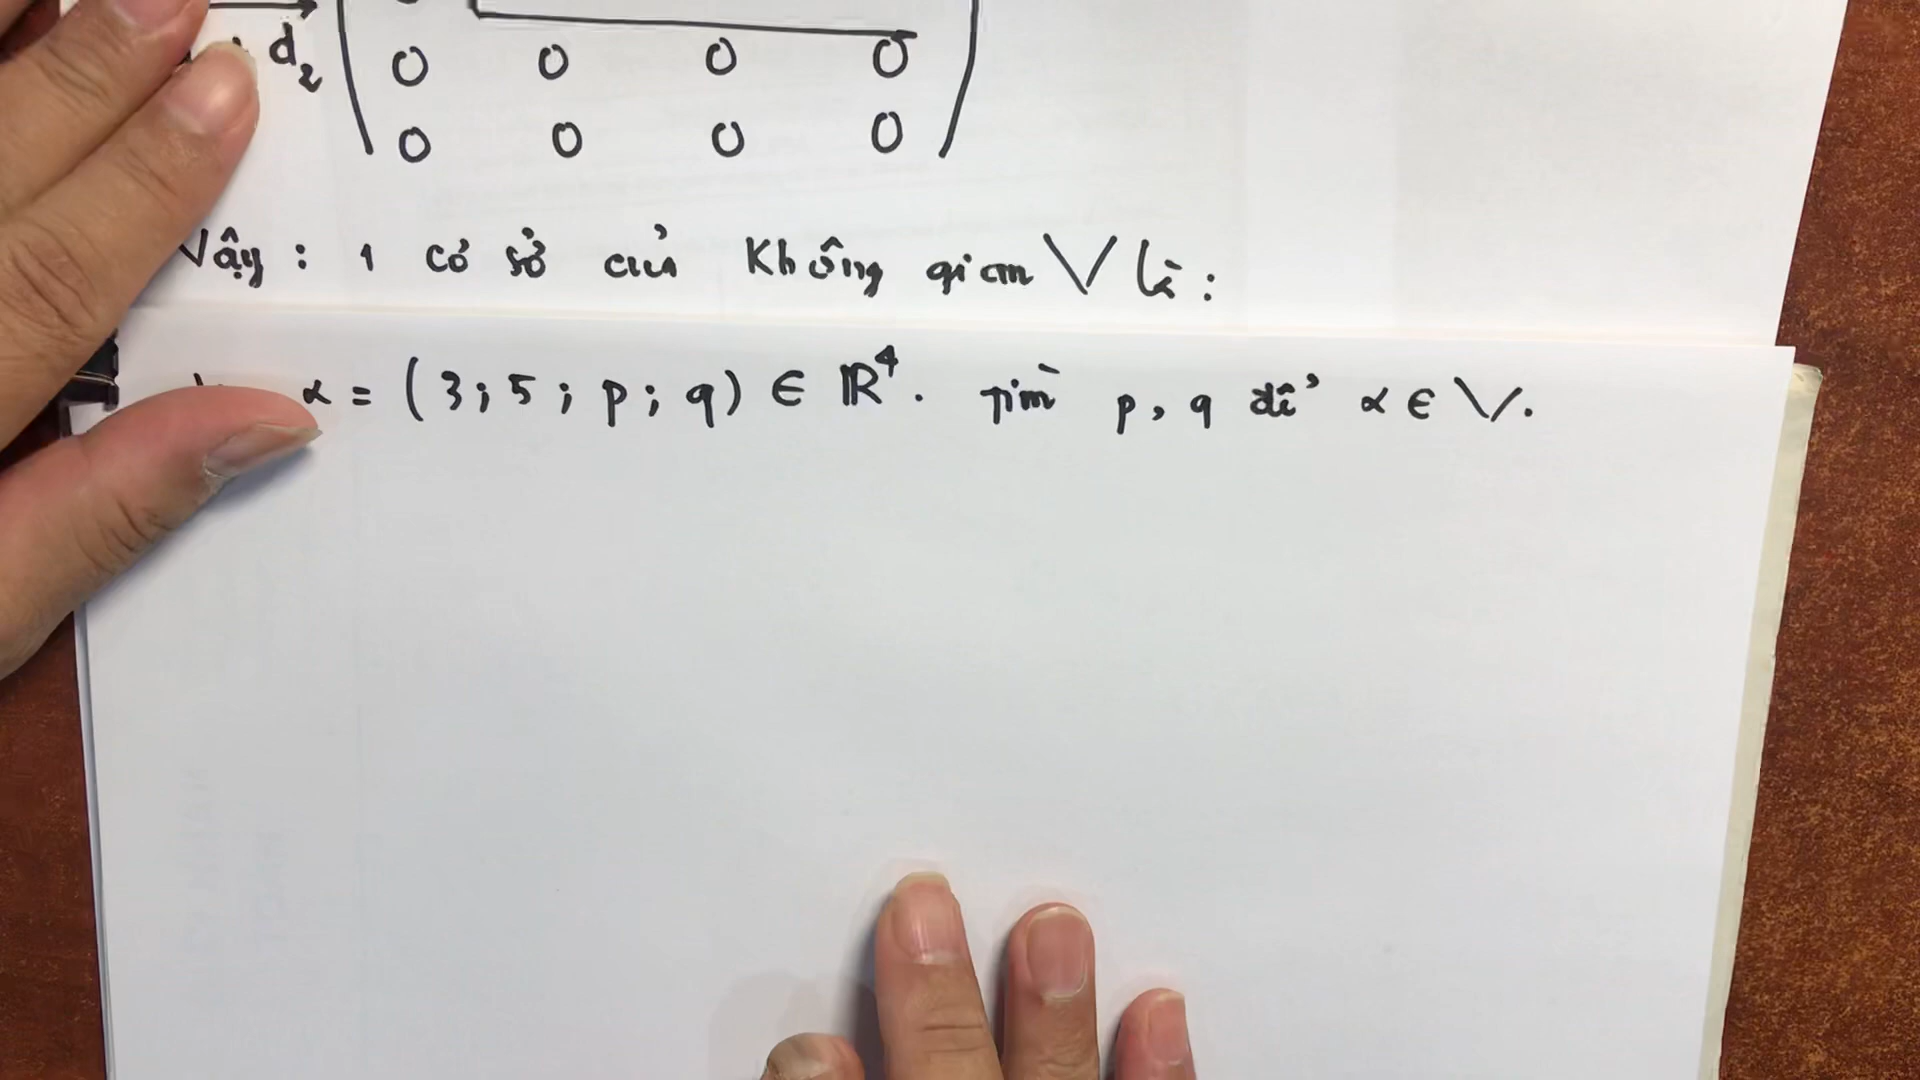 d₂ 0 0 0 0
0 0 0 0
Vậy : 1 cơ sở của không gian V là :
α = (3; 5; p; q) ∈ ℝ⁴. Tìm p, q để α ∈ V.